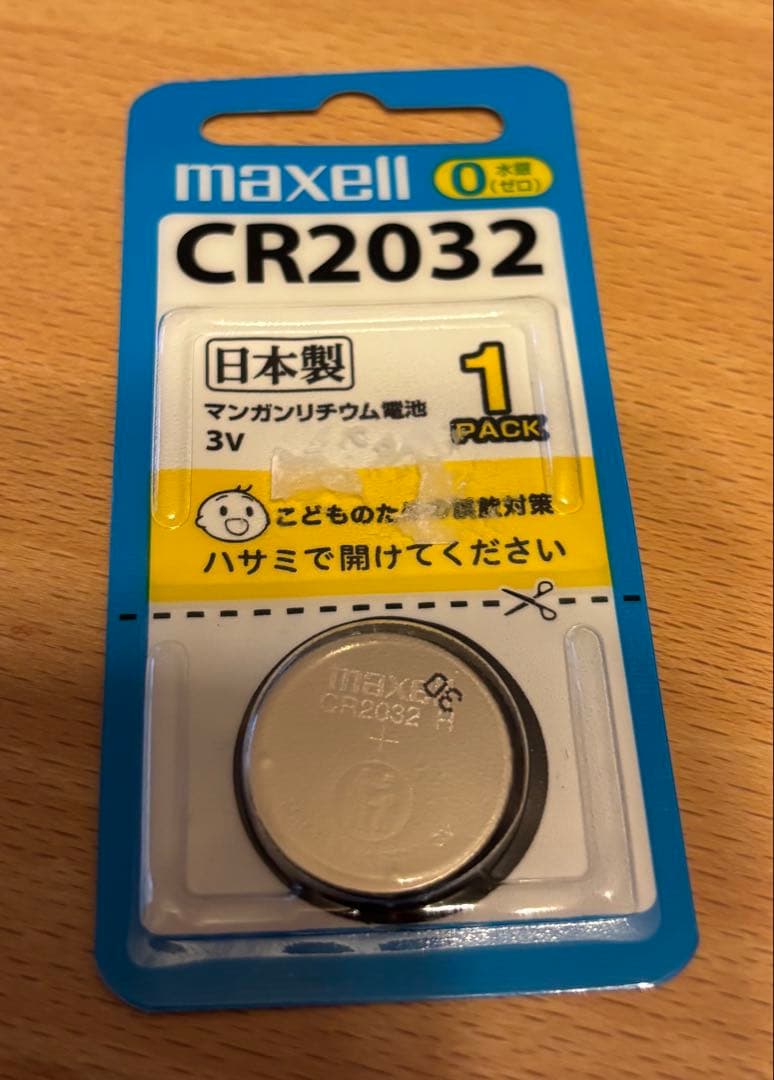 maxell
0
水銀
(ゼロ)
CR2032
日本製
マンガンリチウム電池
3V
1
PACK
こどものための誤飲対策
ハサミで開けてください
maxell
CR2032 H
+